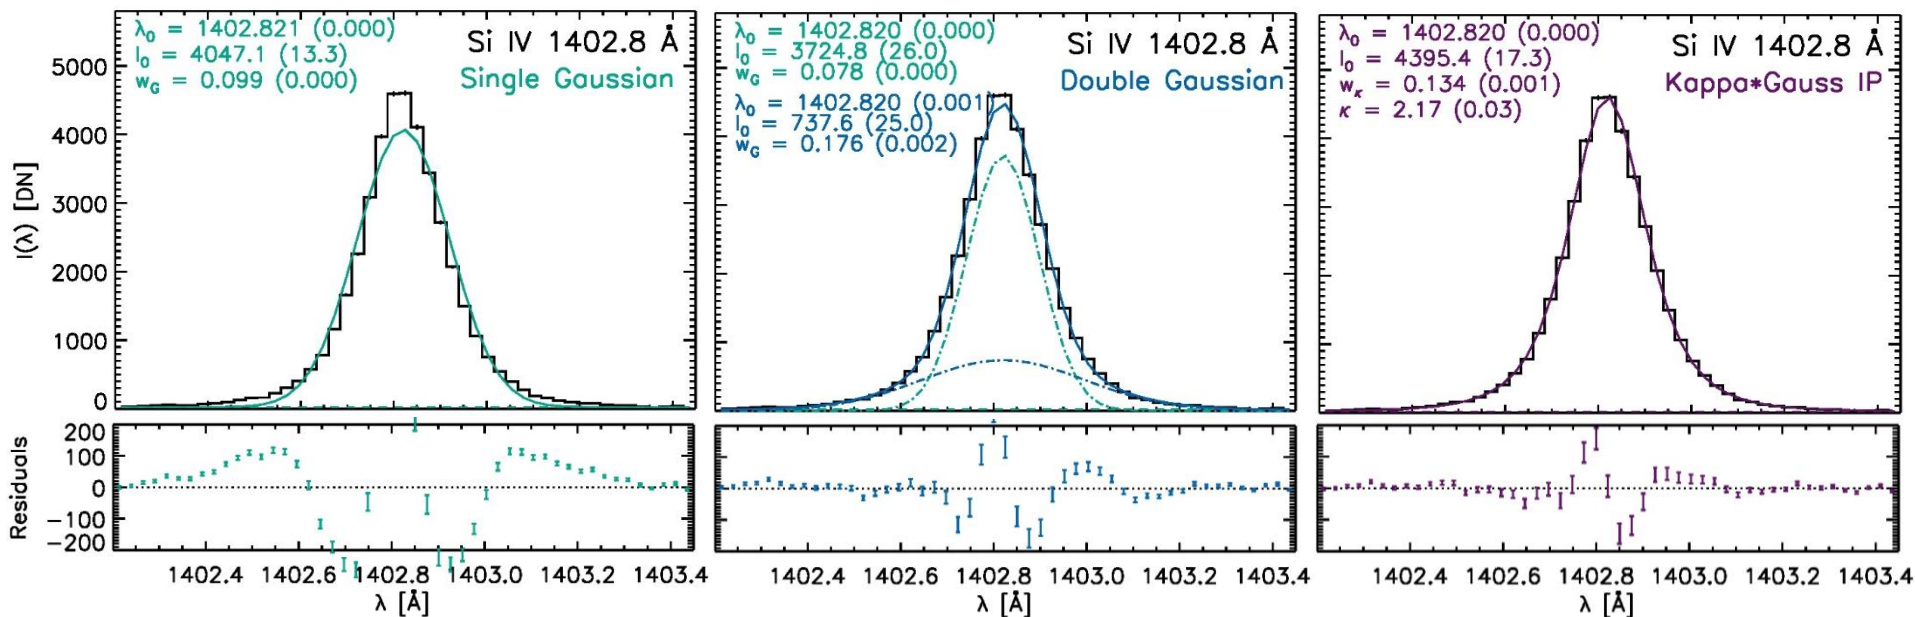 λ₀ = 1402.821 (0.000)
I₀ = 4047.1 (13.3)
w_G = 0.099 (0.000)
Si IV 1402.8 Å
Single Gaussian
I(λ) [DN]
5000
4000
3000
2000
1000
0
Residuals
200
100
0
−100
−200
1402.4 1402.6 1402.8 1403.0 1403.2 1403.4
λ [Å]
λ₀ = 1402.820 (0.000)
I₀ = 3724.8 (26.0)
w_G = 0.078 (0.000)
λ₀ = 1402.820 (0.001)
I₀ = 737.6 (25.0)
w_G = 0.176 (0.002)
Si IV 1402.8 Å
Double Gaussian
1402.4 1402.6 1402.8 1403.0 1403.2 1403.4
λ [Å]
λ₀ = 1402.820 (0.000)
I₀ = 4395.4 (17.3)
w_κ = 0.134 (0.001)
κ = 2.17 (0.03)
Si IV 1402.8 Å
Kappa*Gauss IP
1402.4 1402.6 1402.8 1403.0 1403.2 1403.4
λ [Å]